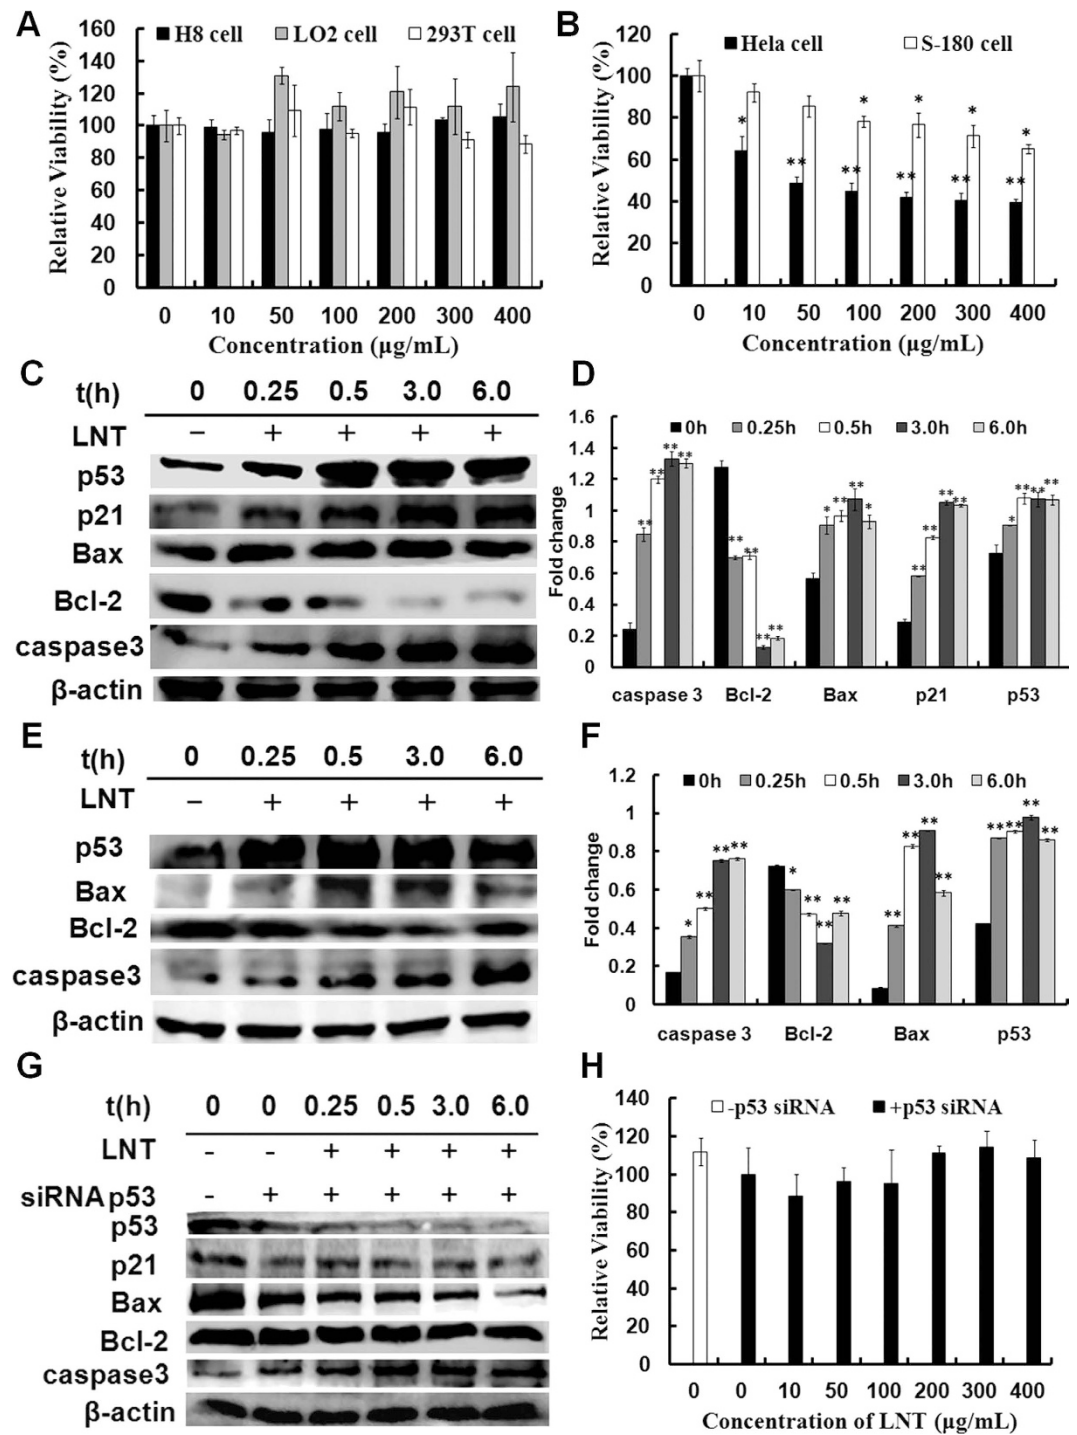 A
160
140
120
100
80
60
40
20
0
Relative Viability (%)
H8 cell LO2 cell 293T cell
0 10 50 100 200 300 400
Concentration (µg/mL)
B
120
100
80
60
40
20
0
Relative Viability (%)
Hela cell S-180 cell
* ** ** * ** * ** * ** * **
0 10 50 100 200 300 400
Concentration (µg/mL)
C
t(h) 0 0.25 0.5 3.0 6.0
LNT − + + + +
p53
p21
Bax
Bcl-2
caspase3
β-actin
D
1.6
1.4
1.2
1
0.8
0.6
0.4
0.2
0
Fold change
0h 0.25h 0.5h 3.0h 6.0h
** ** ** ** ** ** ** ** * ** ** * ** ** ** ** * ** ** **
caspase 3 Bcl-2 Bax p21 p53
E
t(h) 0 0.25 0.5 3.0 6.0
LNT − + + + +
p53
Bax
Bcl-2
caspase3
β-actin
F
1.2
1
0.8
0.6
0.4
0.2
0
Fold change
0h 0.25h 0.5h 3.0h 6.0h
* ** ** ** * ** ** ** ** ** ** ** ** ** ** **
caspase 3 Bcl-2 Bax p53
G
t(h) 0 0 0.25 0.5 3.0 6.0
LNT - - + + + +
siRNA p53 - + + + + +
p53
p21
Bax
Bcl-2
caspase3
β-actin
H
140
120
100
80
60
40
20
0
Relative Viability (%)
-p53 siRNA +p53 siRNA
0 0 10 50 100 200 300 400
Concentration of LNT (µg/mL)